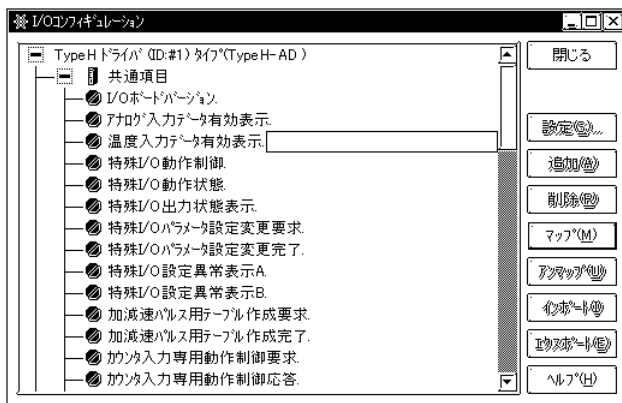 I/Oコンフィギュレーション
TypeH ドライバ (ID:#1) タイプ(TypeH-AD )
共通項目
I/Oボードバージョン.
アナログ入力データ有効表示.
温度入力データ有効表示.
特殊I/O動作制御.
特殊I/O動作状態.
特殊I/O出力状態表示.
特殊I/Oパラメータ設定変更要求.
特殊I/Oパラメータ設定変更完了.
特殊I/O設定異常表示A.
特殊I/O設定異常表示B.
加減速パルス用テーブル作成要求.
加減速パルス用テーブル作成完了.
カウンタ入力専用動作制御要求.
カウンタ入力専用動作制御応答.
閉じる
設定(S)...
追加(A)
削除(R)
マップ(M)
アンマップ(U)
インポート(I)
エクスポート(E)
ヘルプ(H)